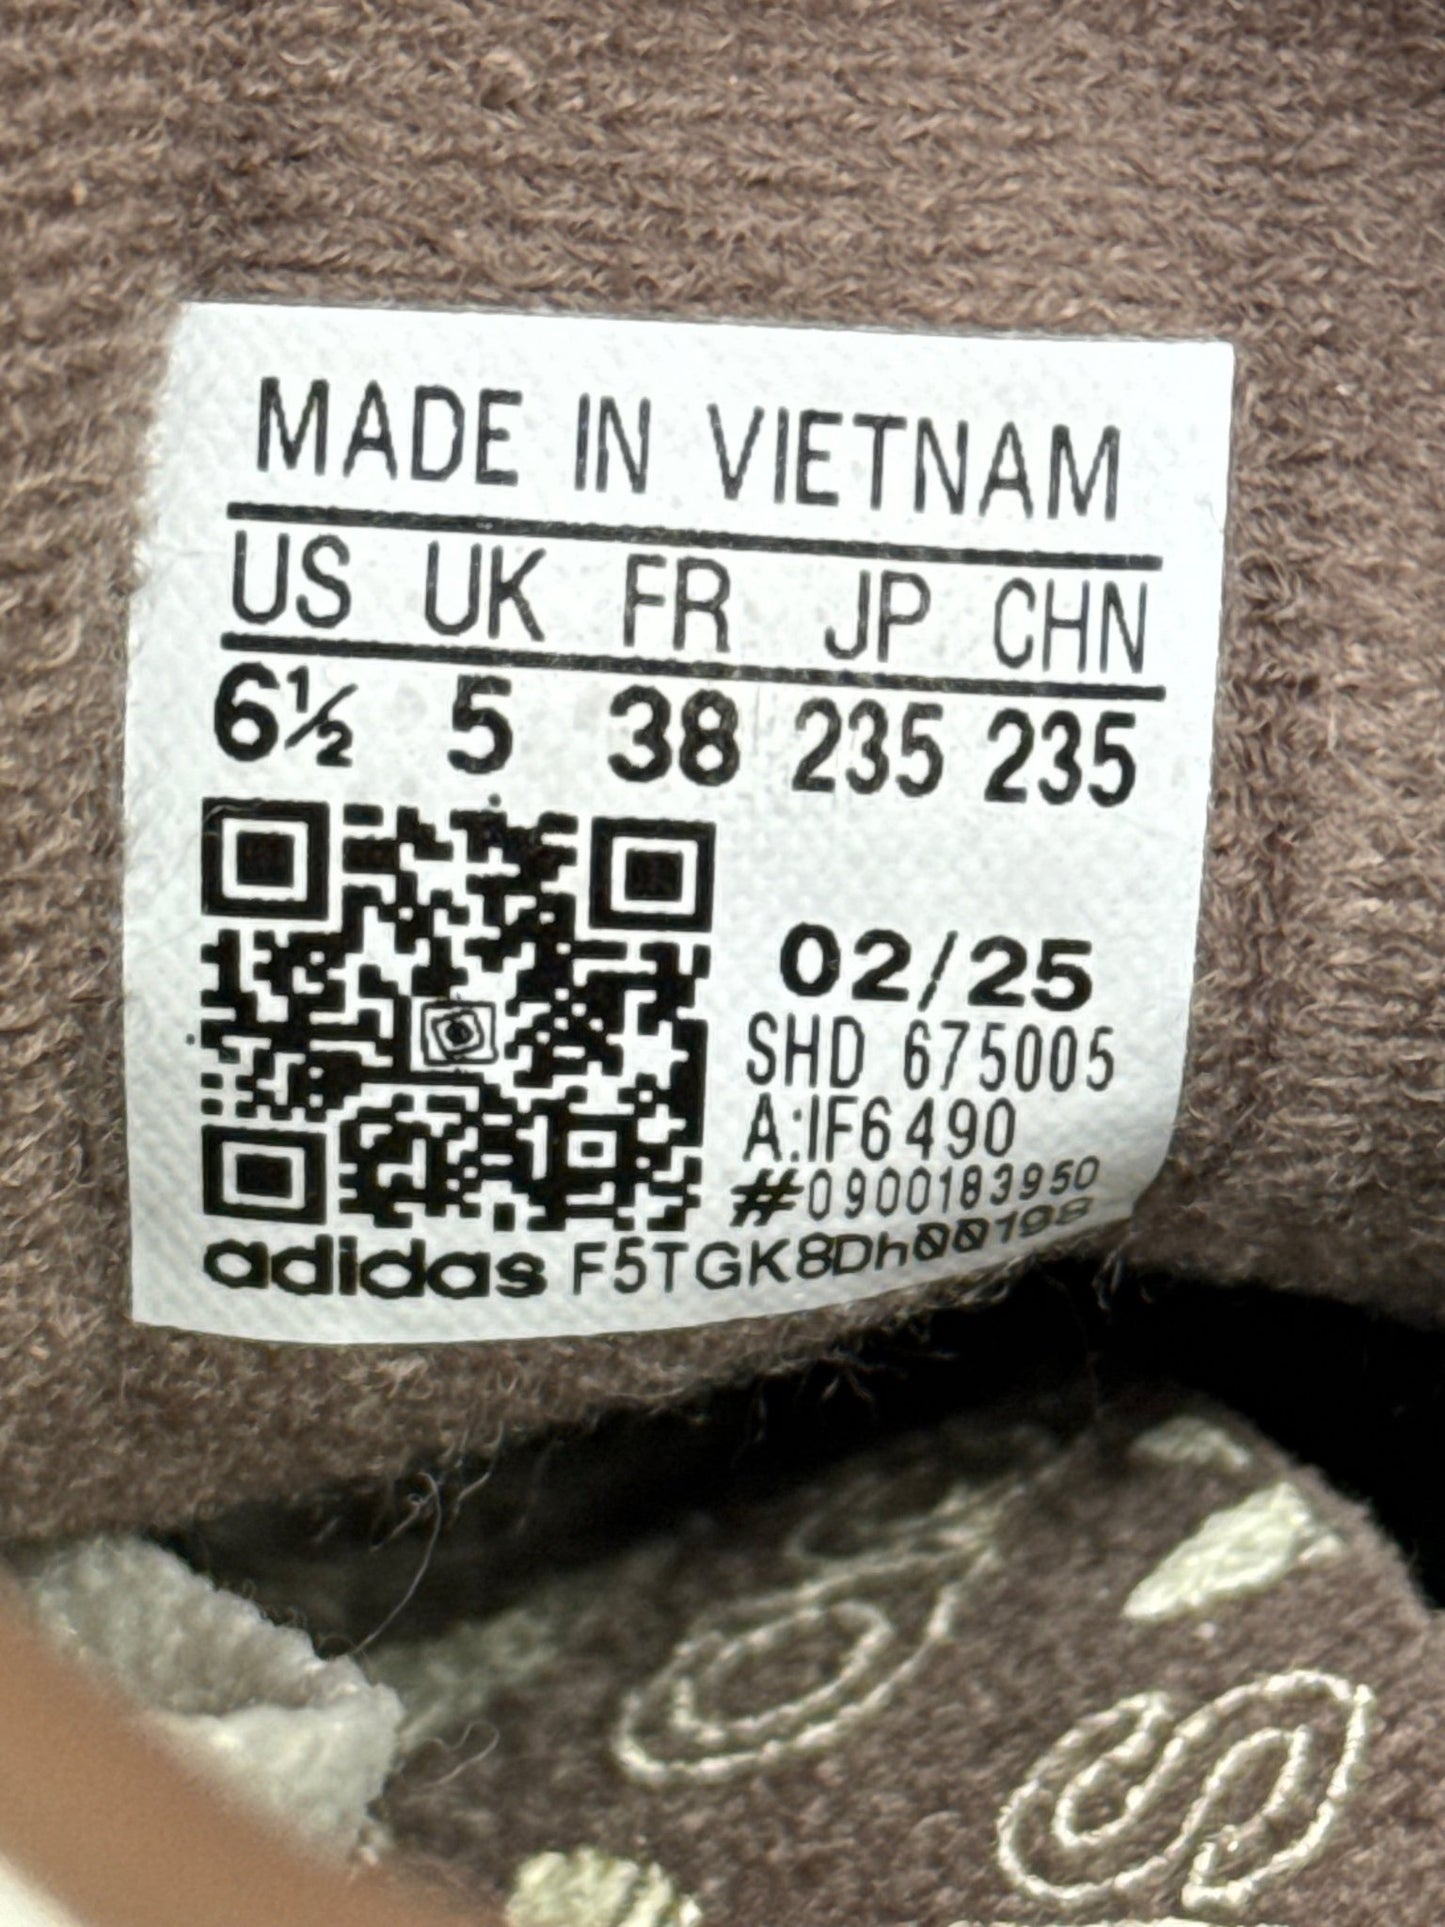 MADE IN VIETNAM
US UK FR JP CHN
6½ 5 38 235 235
02/25
SHD 675005
A:IF6490
#0900183950
adidas F5TGK8Dh00198